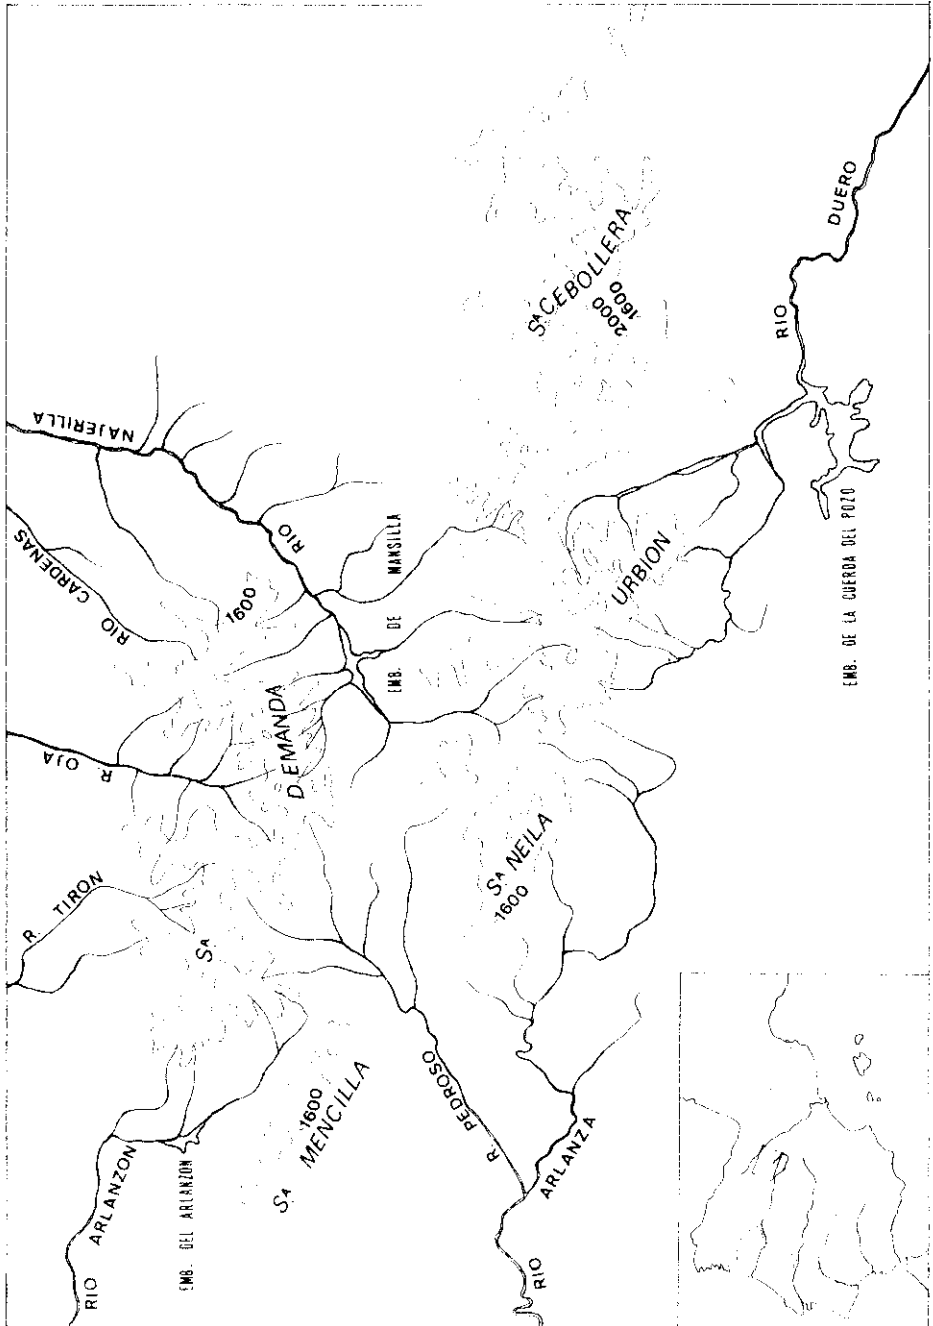 RIO NAJERILLA
RIO CARDENAS
R. OJA
R. TIRON
RIO ARLANZON
EMB. DEL ARLANZON
Sᴬ MENCILLA
1600
Sᴬ D. EMANDA
1600
EMB. DE MANSILLA
Sᴬ CEBOLLERA
2000
1600
URBION
RIO DUERO
EMB. DE LA CUERDA DEL POZO
Sᴬ NEILA
1600
R. PEDROSO
RIO ARLANZA